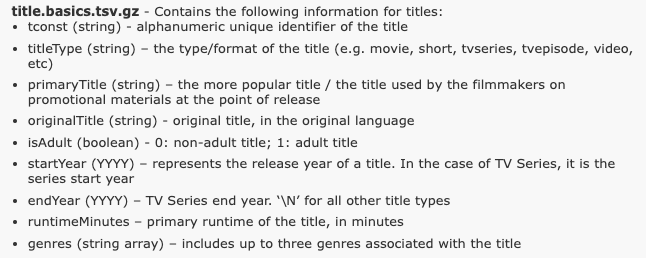 title.basics.tsv.gz - Contains the following information for titles:
• tconst (string) - alphanumeric unique identifier of the title
• titleType (string) – the type/format of the title (e.g. movie, short, tvseries, tvepisode, video,
etc)
• primaryTitle (string) – the more popular title / the title used by the filmmakers on
promotional materials at the point of release
• originalTitle (string) - original title, in the original language
• isAdult (boolean) - 0: non-adult title; 1: adult title
• startYear (YYYY) – represents the release year of a title. In the case of TV Series, it is the
series start year
• endYear (YYYY) – TV Series end year. ‘\N’ for all other title types
• runtimeMinutes – primary runtime of the title, in minutes
• genres (string array) – includes up to three genres associated with the title